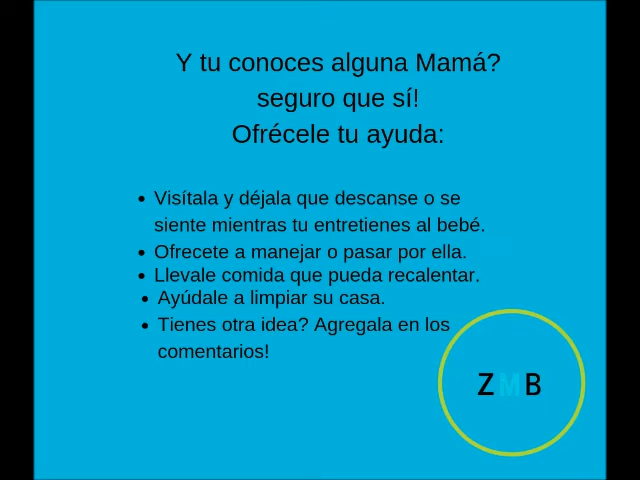 Y tu conoces alguna Mamá?
seguro que sí!
Ofrécele tu ayuda:
• Visítala y déjala que descanse o se
siente mientras tu entretienes al bebé.
• Ofrecete a manejar o pasar por ella.
• Llevale comida que pueda recalentar.
• Ayúdale a limpiar su casa.
• Tienes otra idea? Agregala en los
comentarios!
ZMB